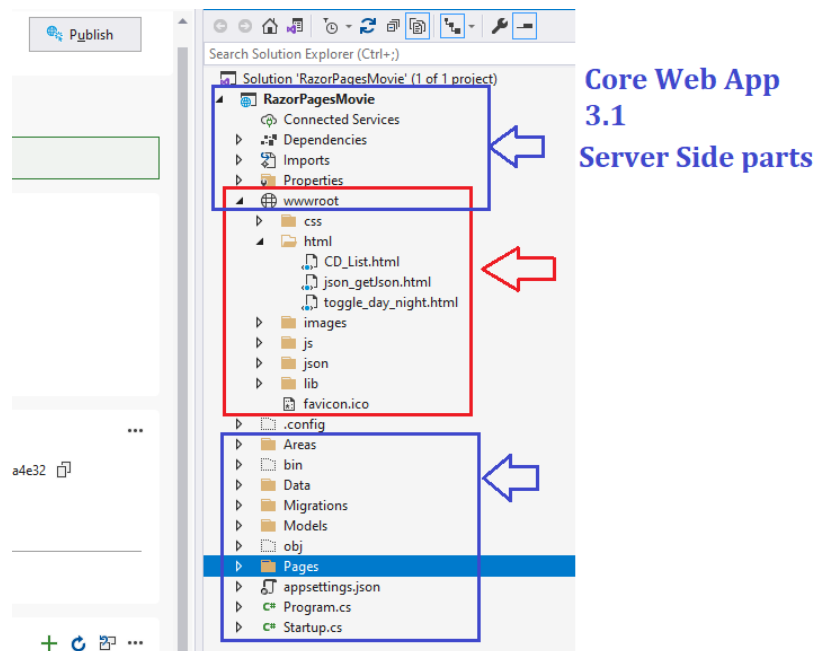 Publish
Search Solution Explorer (Ctrl+;)
Solution 'RazorPagesMovie' (1 of 1 project)
RazorPagesMovie
Connected Services
Dependencies
Imports
Properties
wwwroot
css
html
CD_List.html
json_getJson.html
toggle_day_night.html
images
js
json
lib
favicon.ico
.config
Areas
bin
Data
Migrations
Models
obj
Pages
appsettings.json
C# Program.cs
C# Startup.cs
a4e32
Core Web App
3.1
Server Side parts